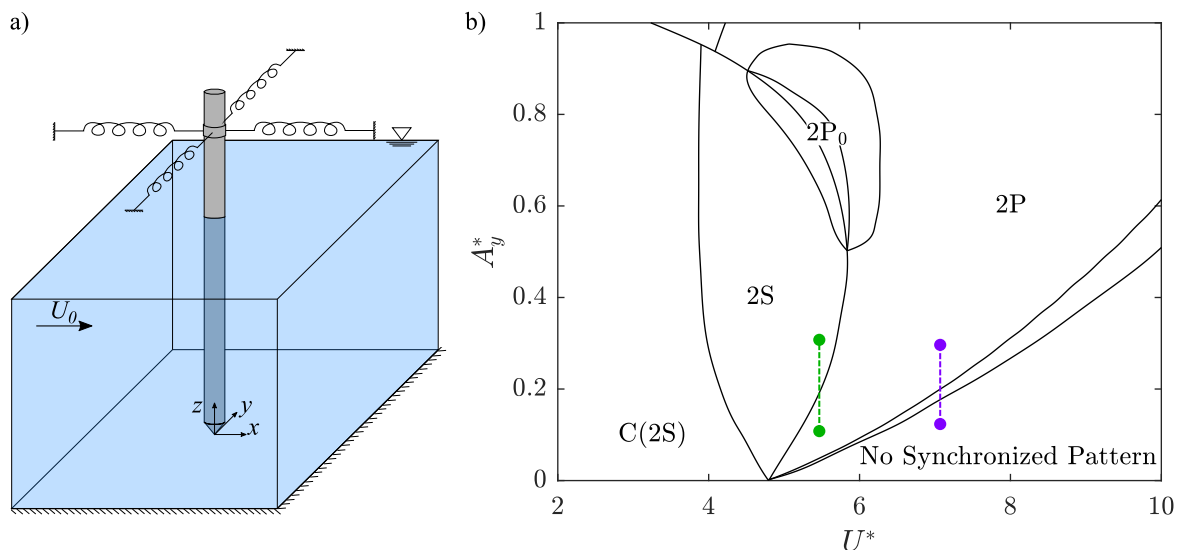 a)
U₀
z
y
x
b)
1
0.8
0.6
0.4
0.2
0
A*y
2P₀
2P
2S
C(2S)
No Synchronized Pattern
2 4 6 8 10
U*